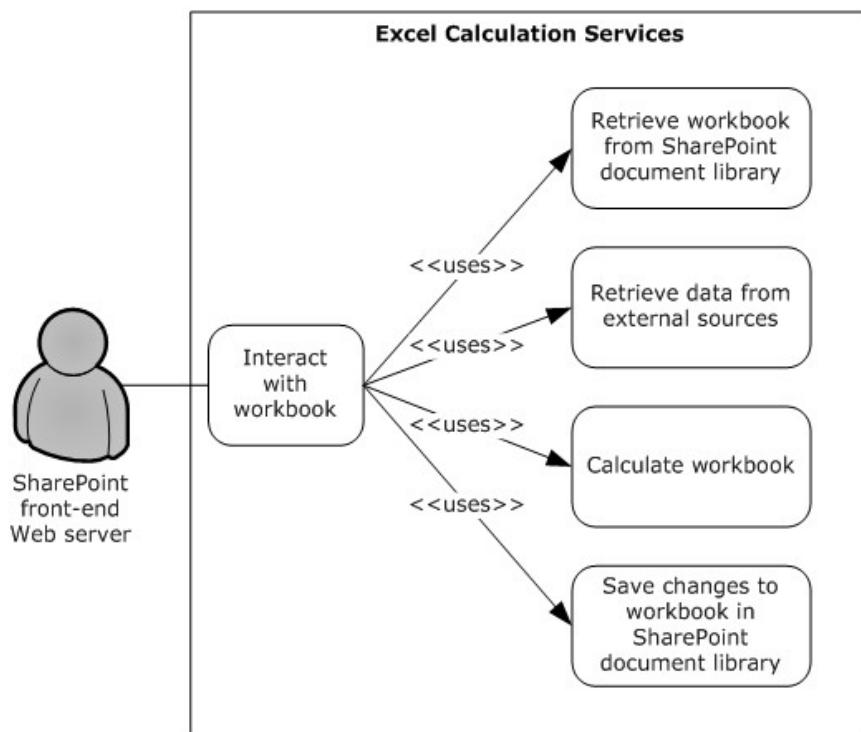 Excel Calculation Services
Retrieve workbook
from SharePoint
document library
<<uses>>
Retrieve data from
external sources
<<uses>>
Interact
with
workbook
<<uses>>
Calculate workbook
SharePoint
front-end
Web server
<<uses>>
Save changes to
workbook in
SharePoint
document library